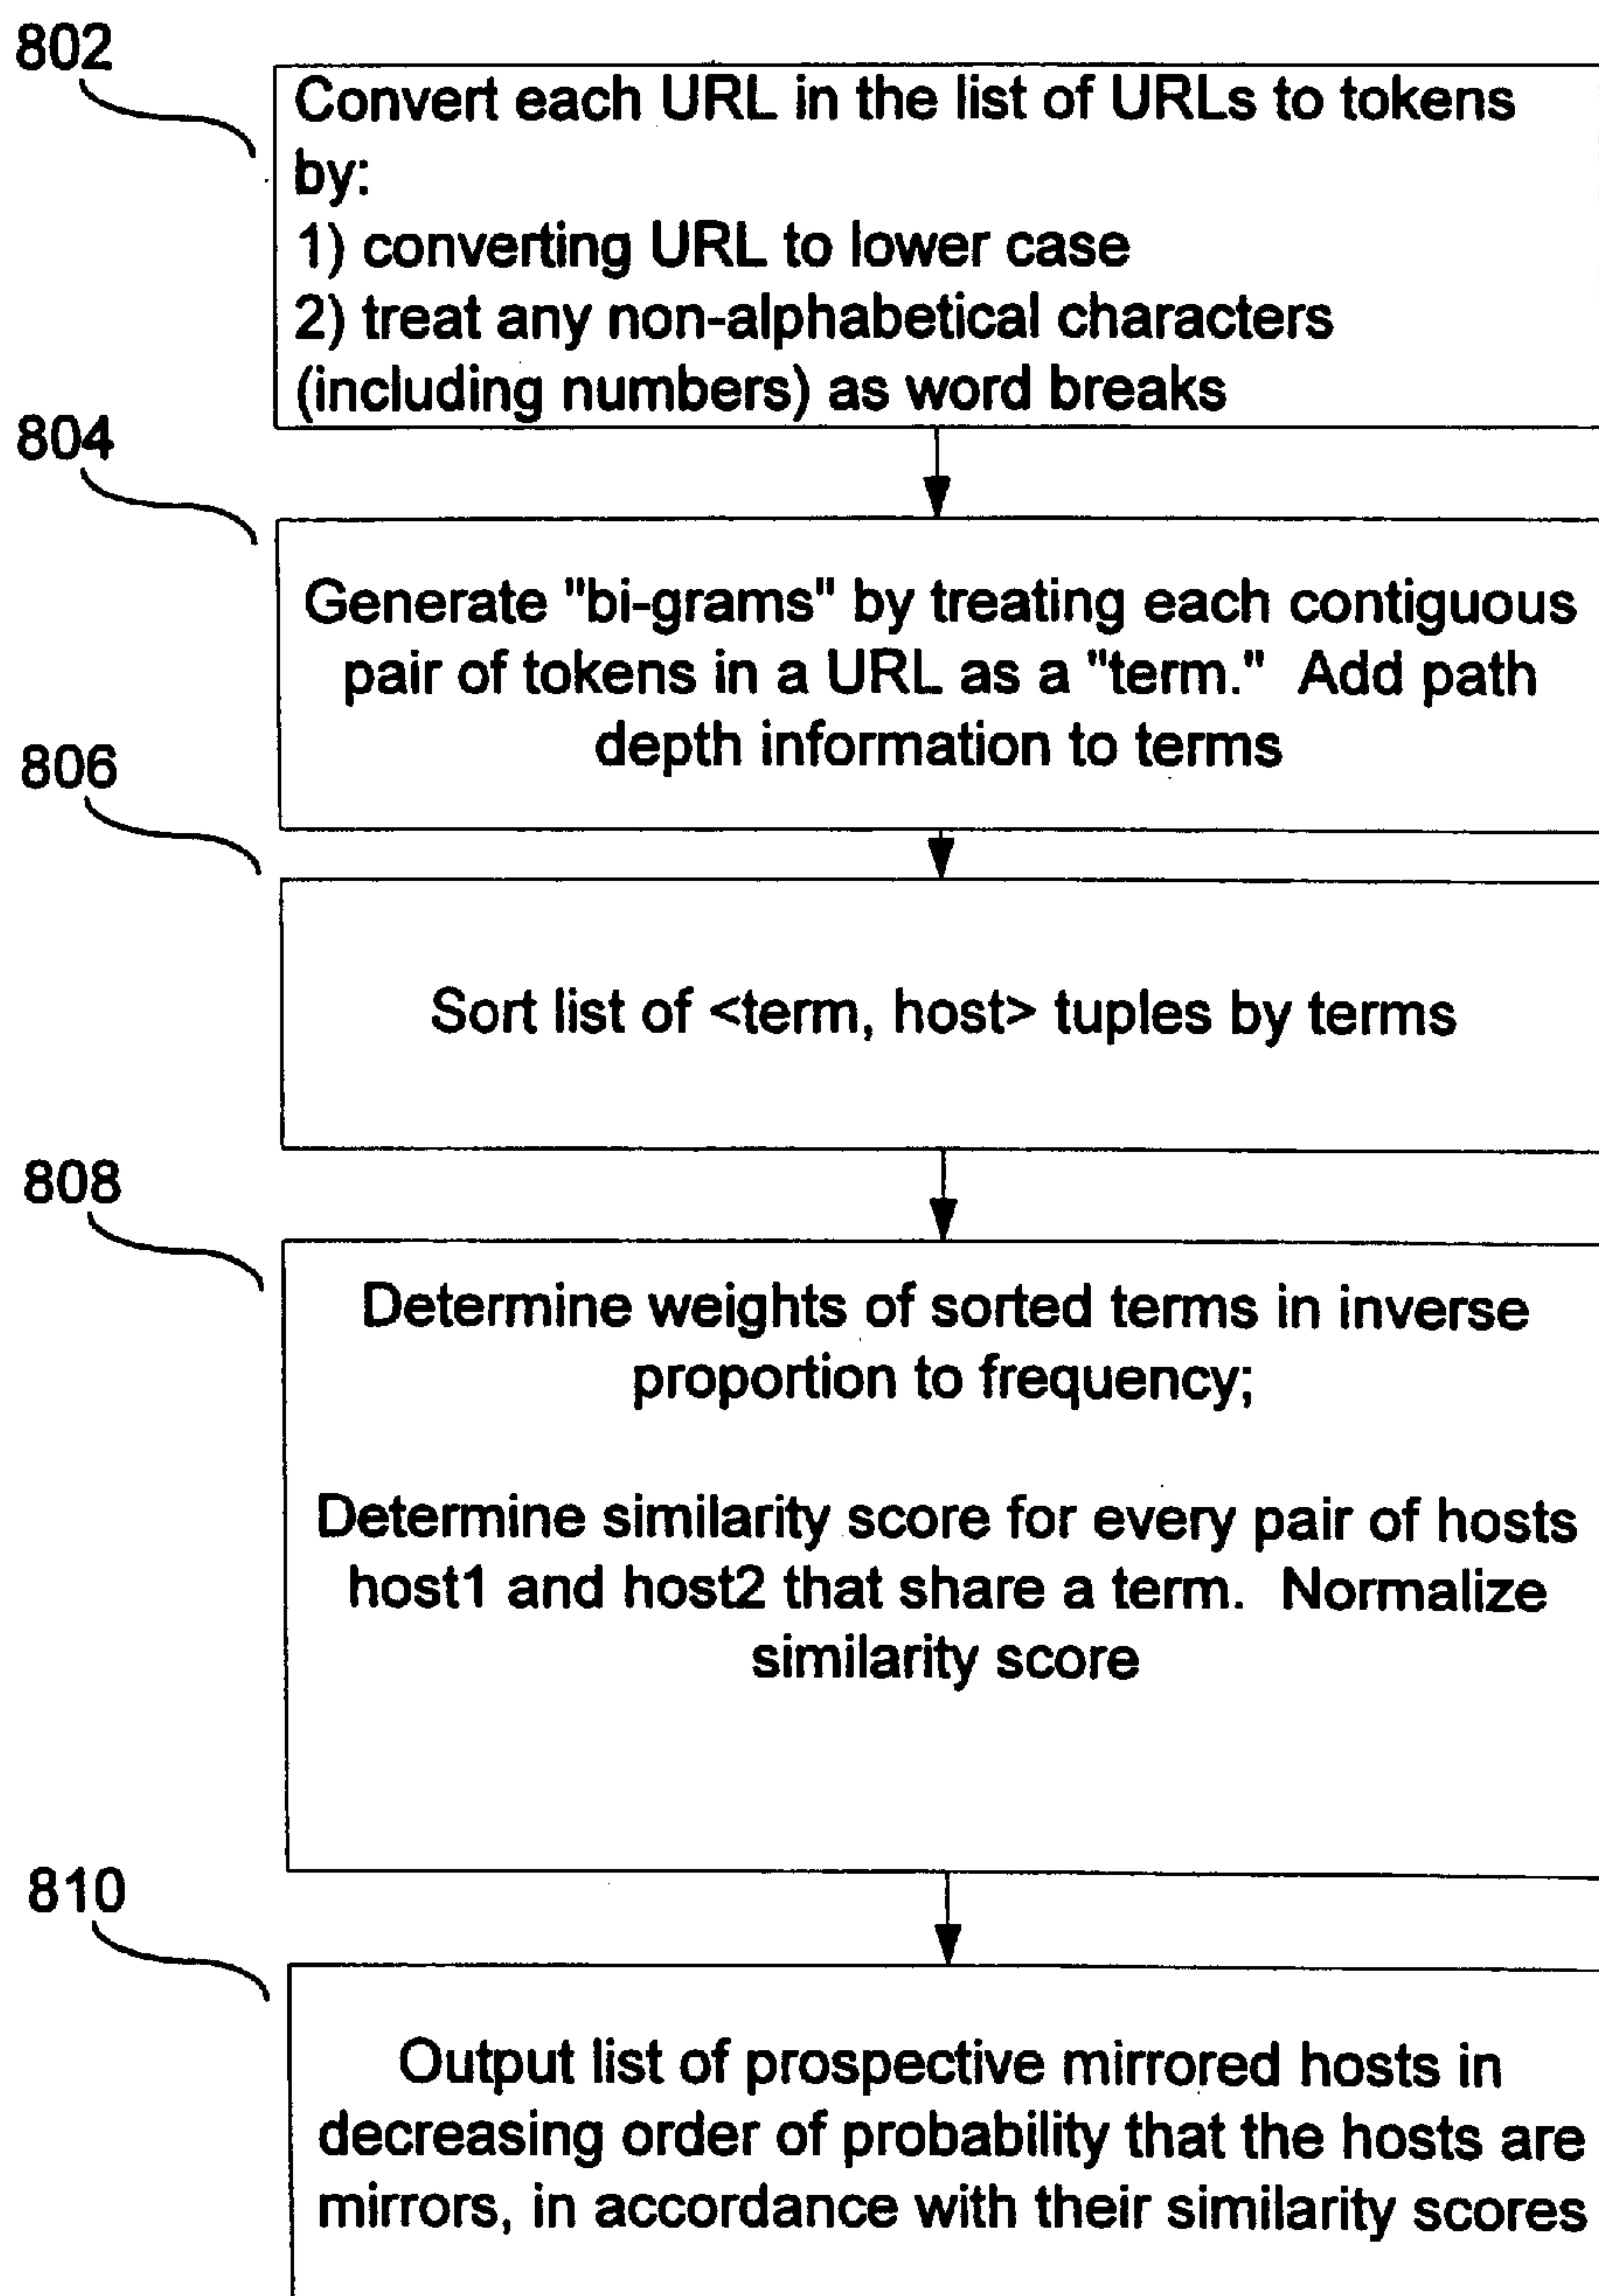 802
Convert each URL in the list of URLs to tokens
by:
1) converting URL to lower case
2) treat any non-alphabetical characters
(including numbers) as word breaks
804
Generate "bi-grams" by treating each contiguous
pair of tokens in a URL as a "term."  Add path
depth information to terms
806
Sort list of <term, host> tuples by terms
808
Determine weights of sorted terms in inverse
proportion to frequency;
Determine similarity score for every pair of hosts
host1 and host2 that share a term.  Normalize
similarity score
810
Output list of prospective mirrored hosts in
decreasing order of probability that the hosts are
mirrors, in accordance with their similarity scores